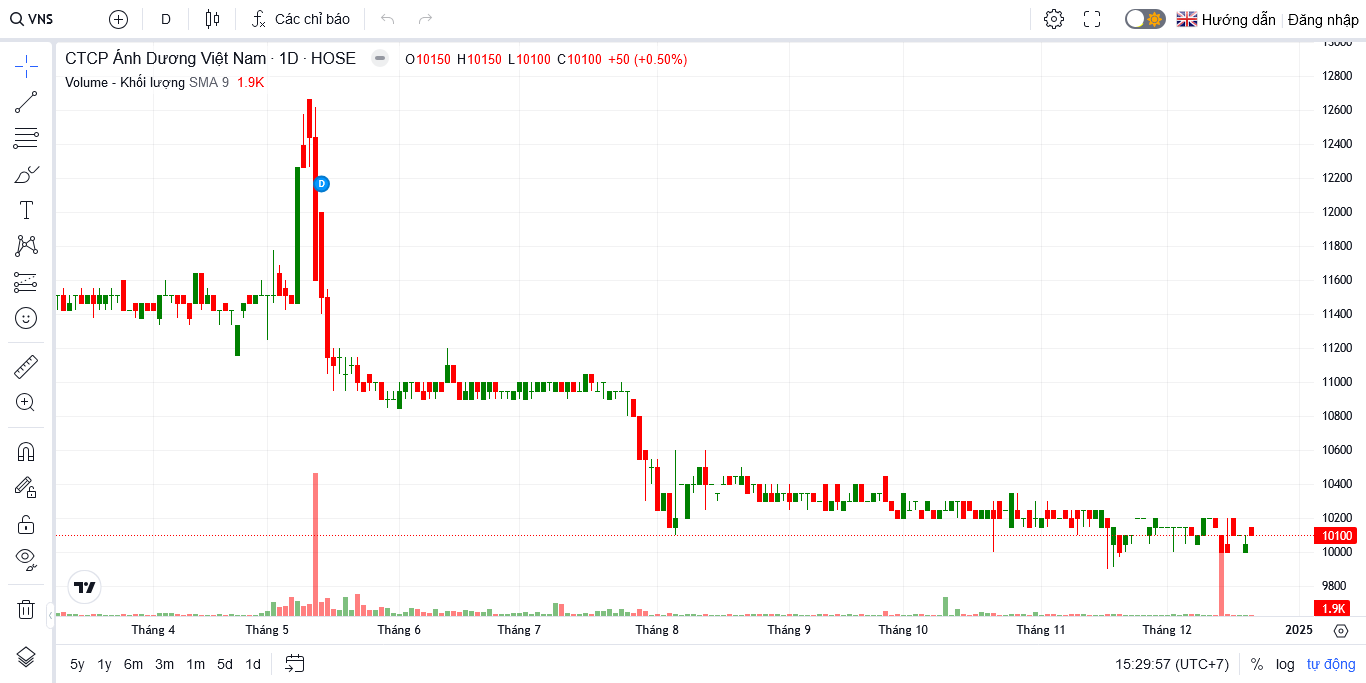 VNS D Các chỉ báo Hướng dẫn Đăng nhập
CTCP Ánh Dương Việt Nam · 1D · HOSE O10150 H10150 L10100 C10100 +50 (+0.50%)
Volume - Khối lượng SMA 9 1.9K
13000
12800
12600
12400
12200
12000
11800
11600
11400
11200
11000
10800
10600
10400
10200
10100
10000
9800
1.9K
D
Tháng 4 Tháng 5 Tháng 6 Tháng 7 Tháng 8 Tháng 9 Tháng 10 Tháng 11 Tháng 12 2025
5y 1y 6m 3m 1m 5d 1d 15:29:57 (UTC+7) % log tự động